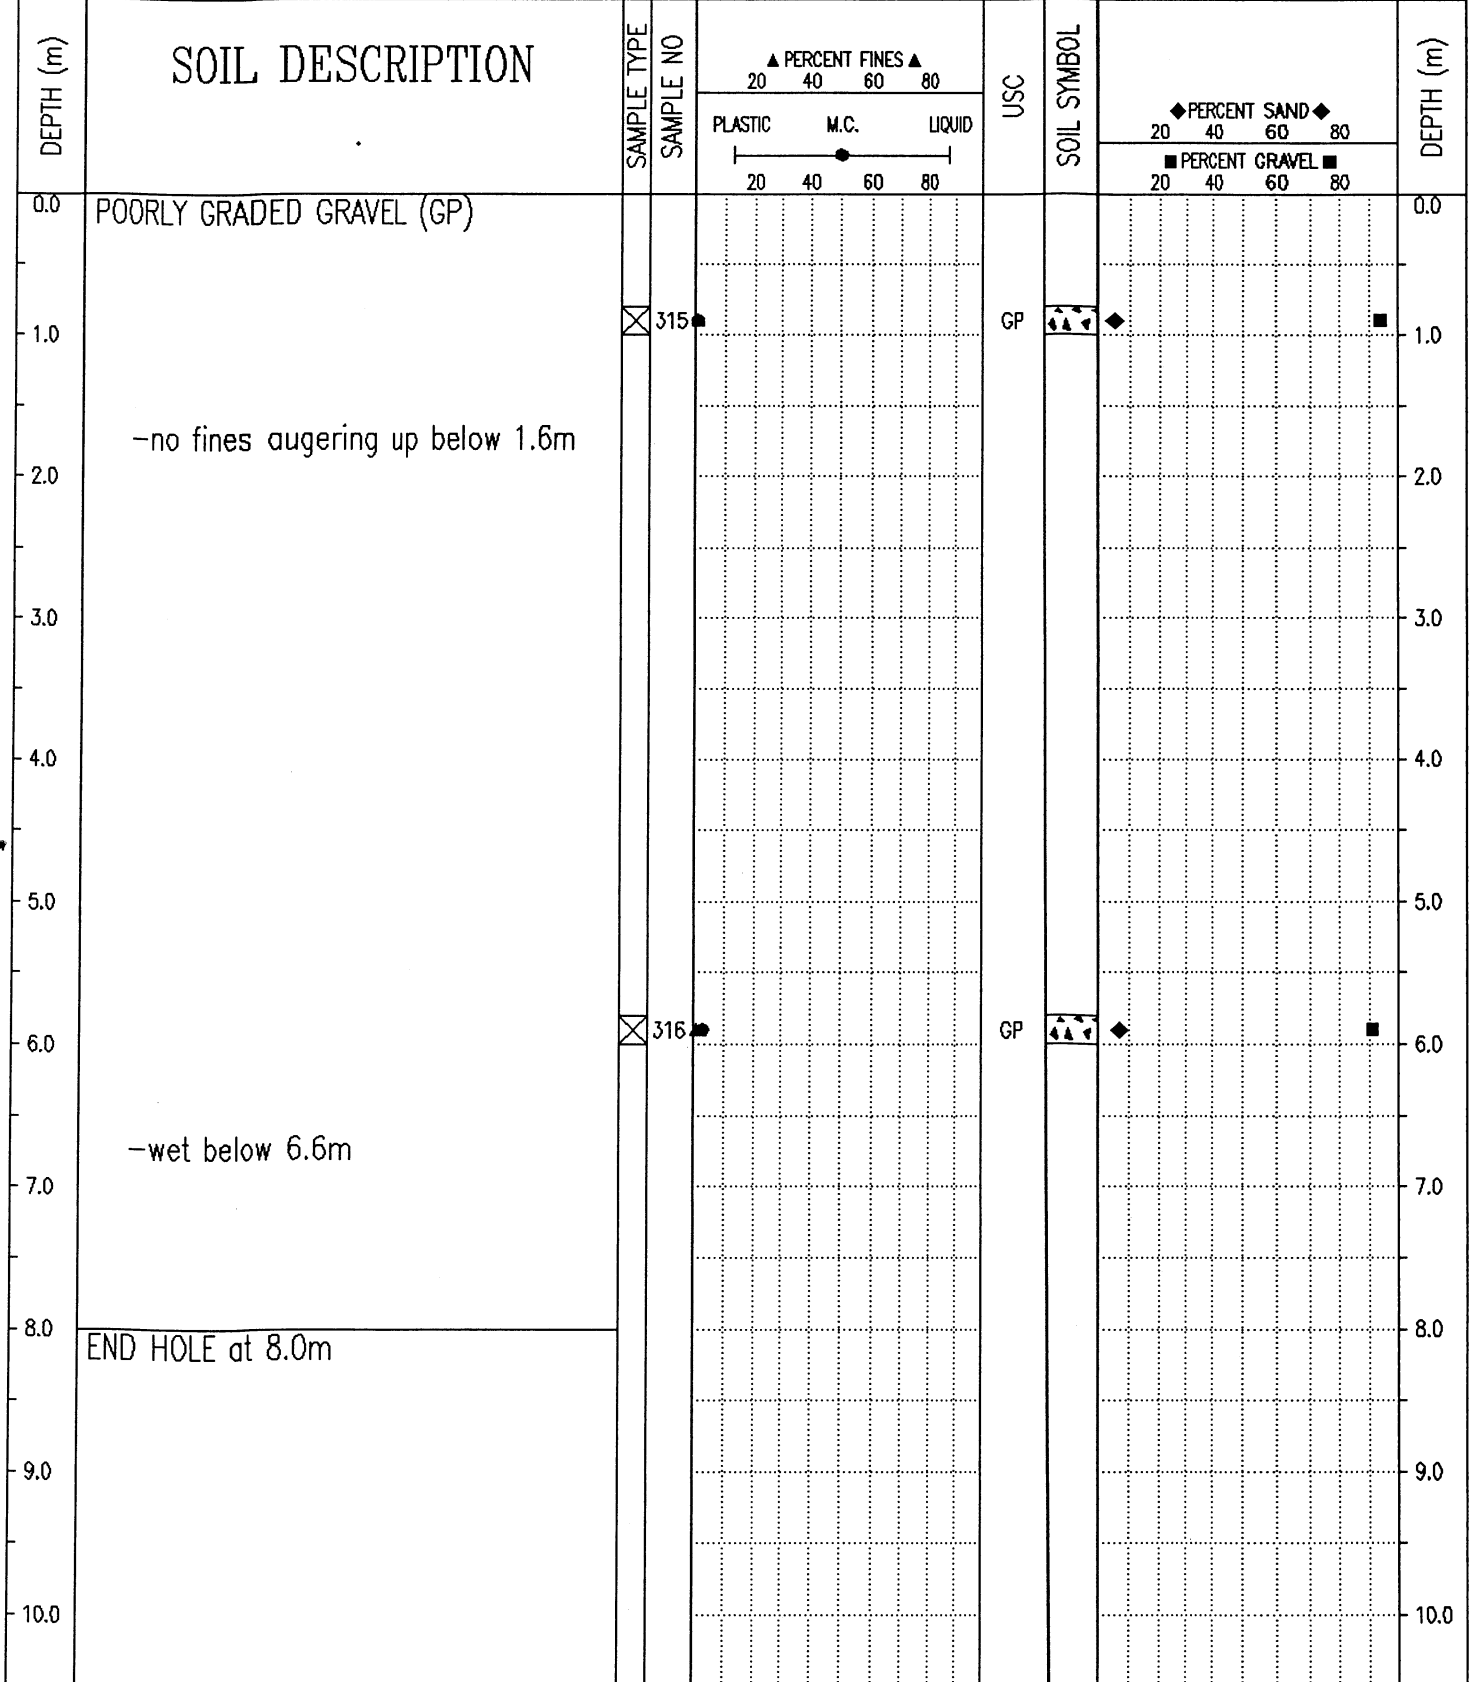 DEPTH (m)
SOIL DESCRIPTION
SAMPLE TYPE
SAMPLE NO
▲ PERCENT FINES ▲
20 40 60 80
PLASTIC M.C. LIQUID
20 40 60 80
USC
SOIL SYMBOL
◆PERCENT SAND◆
20 40 60 80
■PERCENT GRAVEL■
20 40 60 80
DEPTH (m)
0.0 POORLY GRADED GRAVEL (GP) 0.0
315 GP
1.0 1.0
-no fines augering up below 1.6m
2.0 2.0
3.0 3.0
4.0 4.0
5.0 5.0
316 GP
6.0 6.0
-wet below 6.6m
7.0 7.0
8.0 8.0
END HOLE at 8.0m
9.0 9.0
10.0 10.0